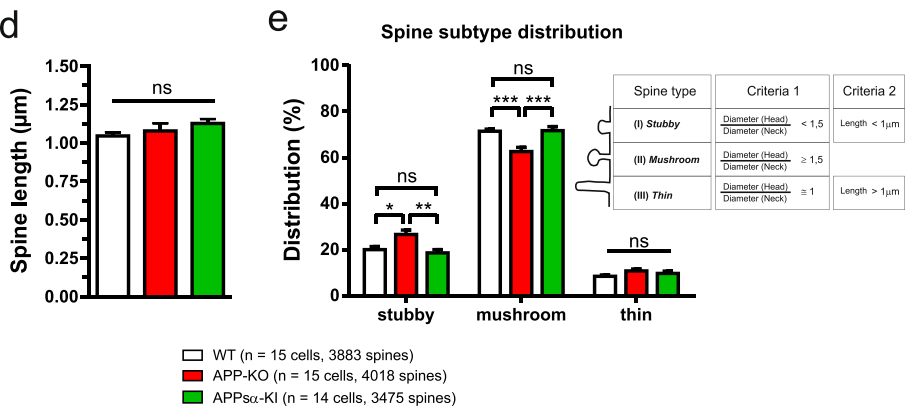 d
e
Spine subtype distribution
Spine length (μm)
1.50
1.25
1.00
0.75
0.50
0.25
0.00
ns
Distribution (%)
100
80
60
40
20
0
ns
*
**
ns
***
***
ns
stubby
mushroom
thin
Spine type
Criteria 1
Criteria 2
(I) Stubby
Diameter (Head)
Diameter (Neck)
< 1,5
Length < 1μm
(II) Mushroom
Diameter (Head)
Diameter (Neck)
≥ 1,5
(III) Thin
Diameter (Head)
Diameter (Neck)
≅ 1
Length > 1μm
WT (n = 15 cells, 3883 spines)
APP-KO (n = 15 cells, 4018 spines)
APPsα-KI (n = 14 cells, 3475 spines)